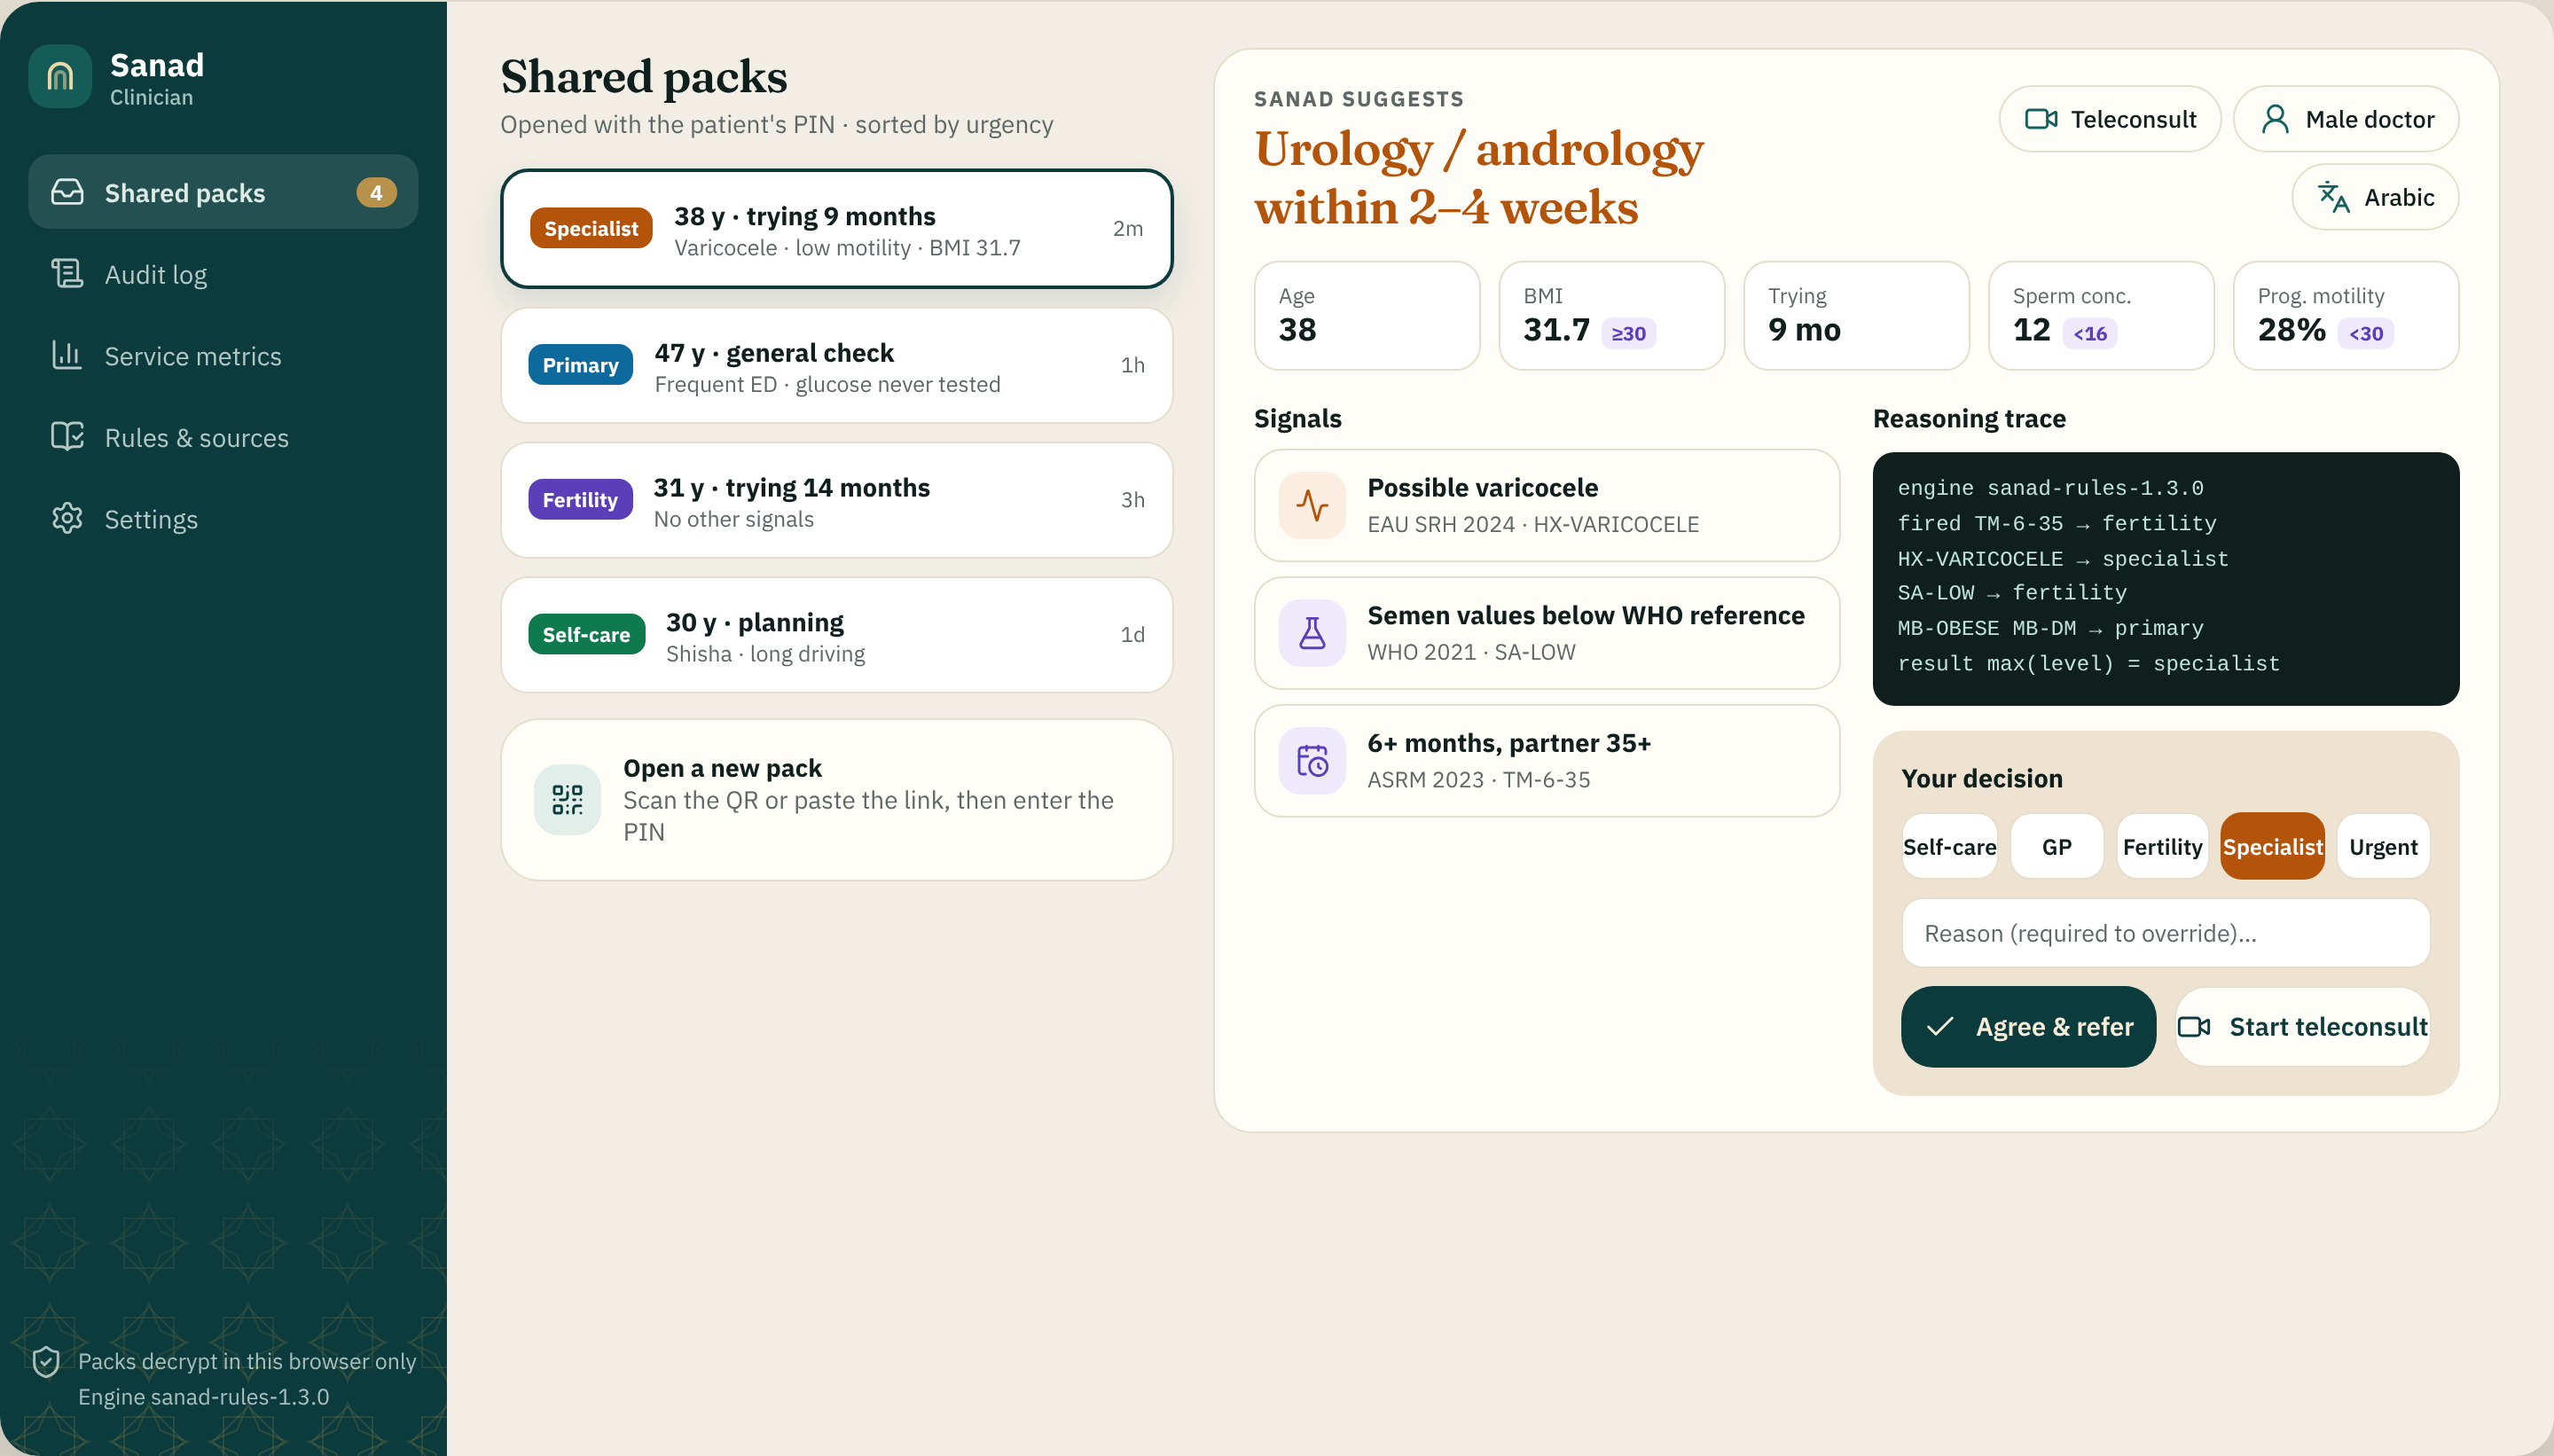 Sanad
Clinician
Shared packs
4
Audit log
Service metrics
Rules & sources
Settings
Packs decrypt in this browser only
Engine sanad-rules-1.3.0
Shared packs
Opened with the patient's PIN · sorted by urgency
Specialist
38 y · trying 9 months
Varicocele · low motility · BMI 31.7
2m
Primary
47 y · general check
Frequent ED · glucose never tested
1h
Fertility
31 y · trying 14 months
No other signals
3h
Self-care
30 y · planning
Shisha · long driving
1d
Open a new pack
Scan the QR or paste the link, then enter the
PIN
SANAD SUGGESTS
Urology / andrology
within 2–4 weeks
Teleconsult
Male doctor
Arabic
Age
38
BMI
31.7 ≥30
Trying
9 mo
Sperm conc.
12 <16
Prog. motility
28% <30
Signals
Possible varicocele
EAU SRH 2024 · HX-VARICOCELE
Semen values below WHO reference
WHO 2021 · SA-LOW
6+ months, partner 35+
ASRM 2023 · TM-6-35
Reasoning trace
engine sanad-rules-1.3.0
fired TM-6-35 → fertility
HX-VARICOCELE → specialist
SA-LOW → fertility
MB-OBESE MB-DM → primary
result max(level) = specialist
Your decision
Self-care
GP
Fertility
Specialist
Urgent
Reason (required to override)…
Agree & refer
Start teleconsult